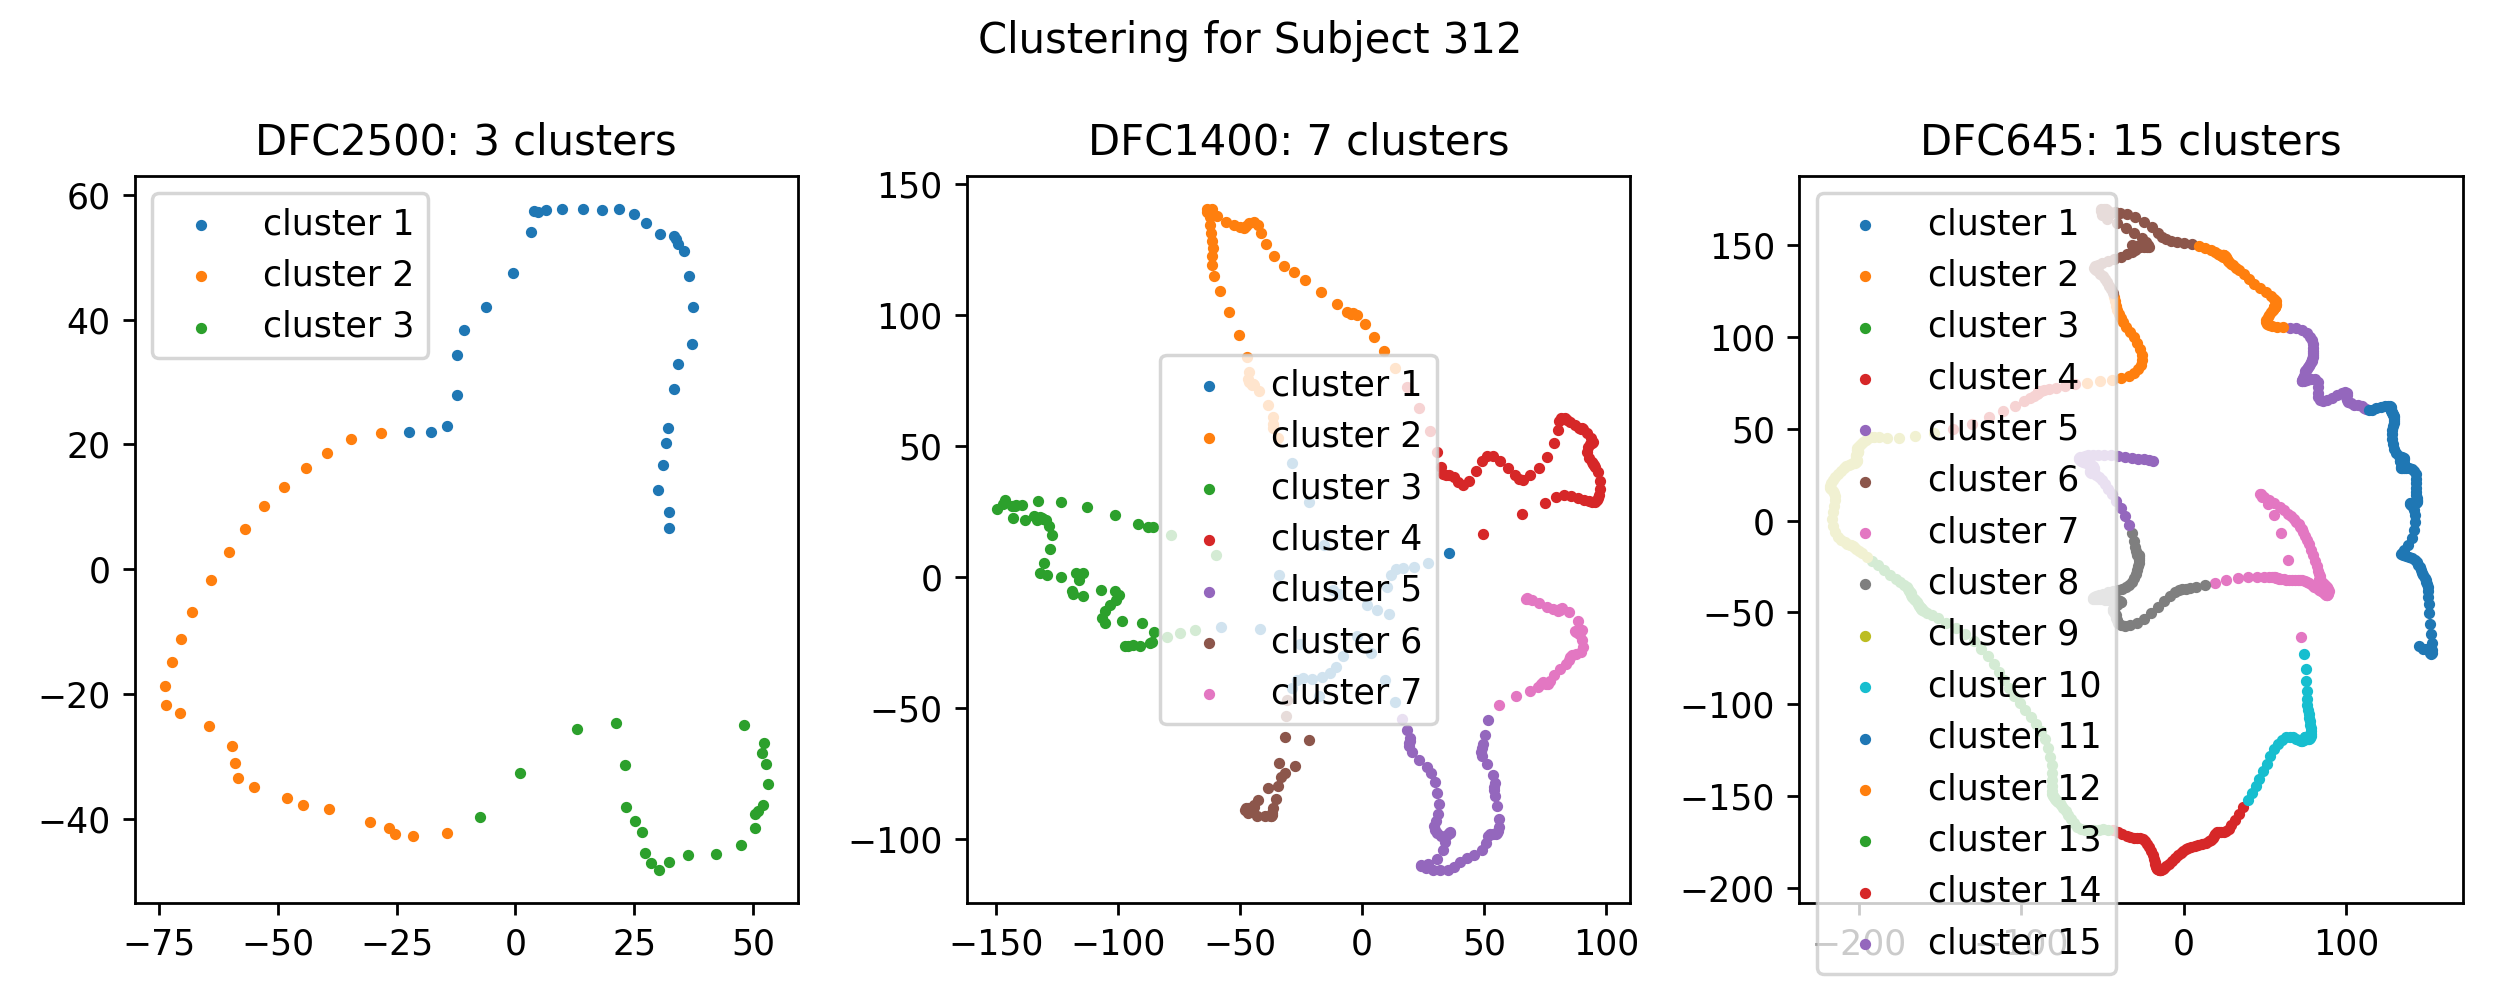 Clustering for Subject 312
DFC2500: 3 clusters
60
40
20
0
−20
−40
−75
−50
−25
0
25
50
cluster 1
cluster 2
cluster 3
DFC1400: 7 clusters
150
100
50
0
−50
−100
−150
−100
−50
0
50
100
cluster 1
cluster 2
cluster 3
cluster 4
cluster 5
cluster 6
cluster 7
DFC645: 15 clusters
150
100
50
0
−50
−100
−150
−200
−200
−100
0
100
cluster 1
cluster 2
cluster 3
cluster 4
cluster 5
cluster 6
cluster 7
cluster 8
cluster 9
cluster 10
cluster 11
cluster 12
cluster 13
cluster 14
cluster 15